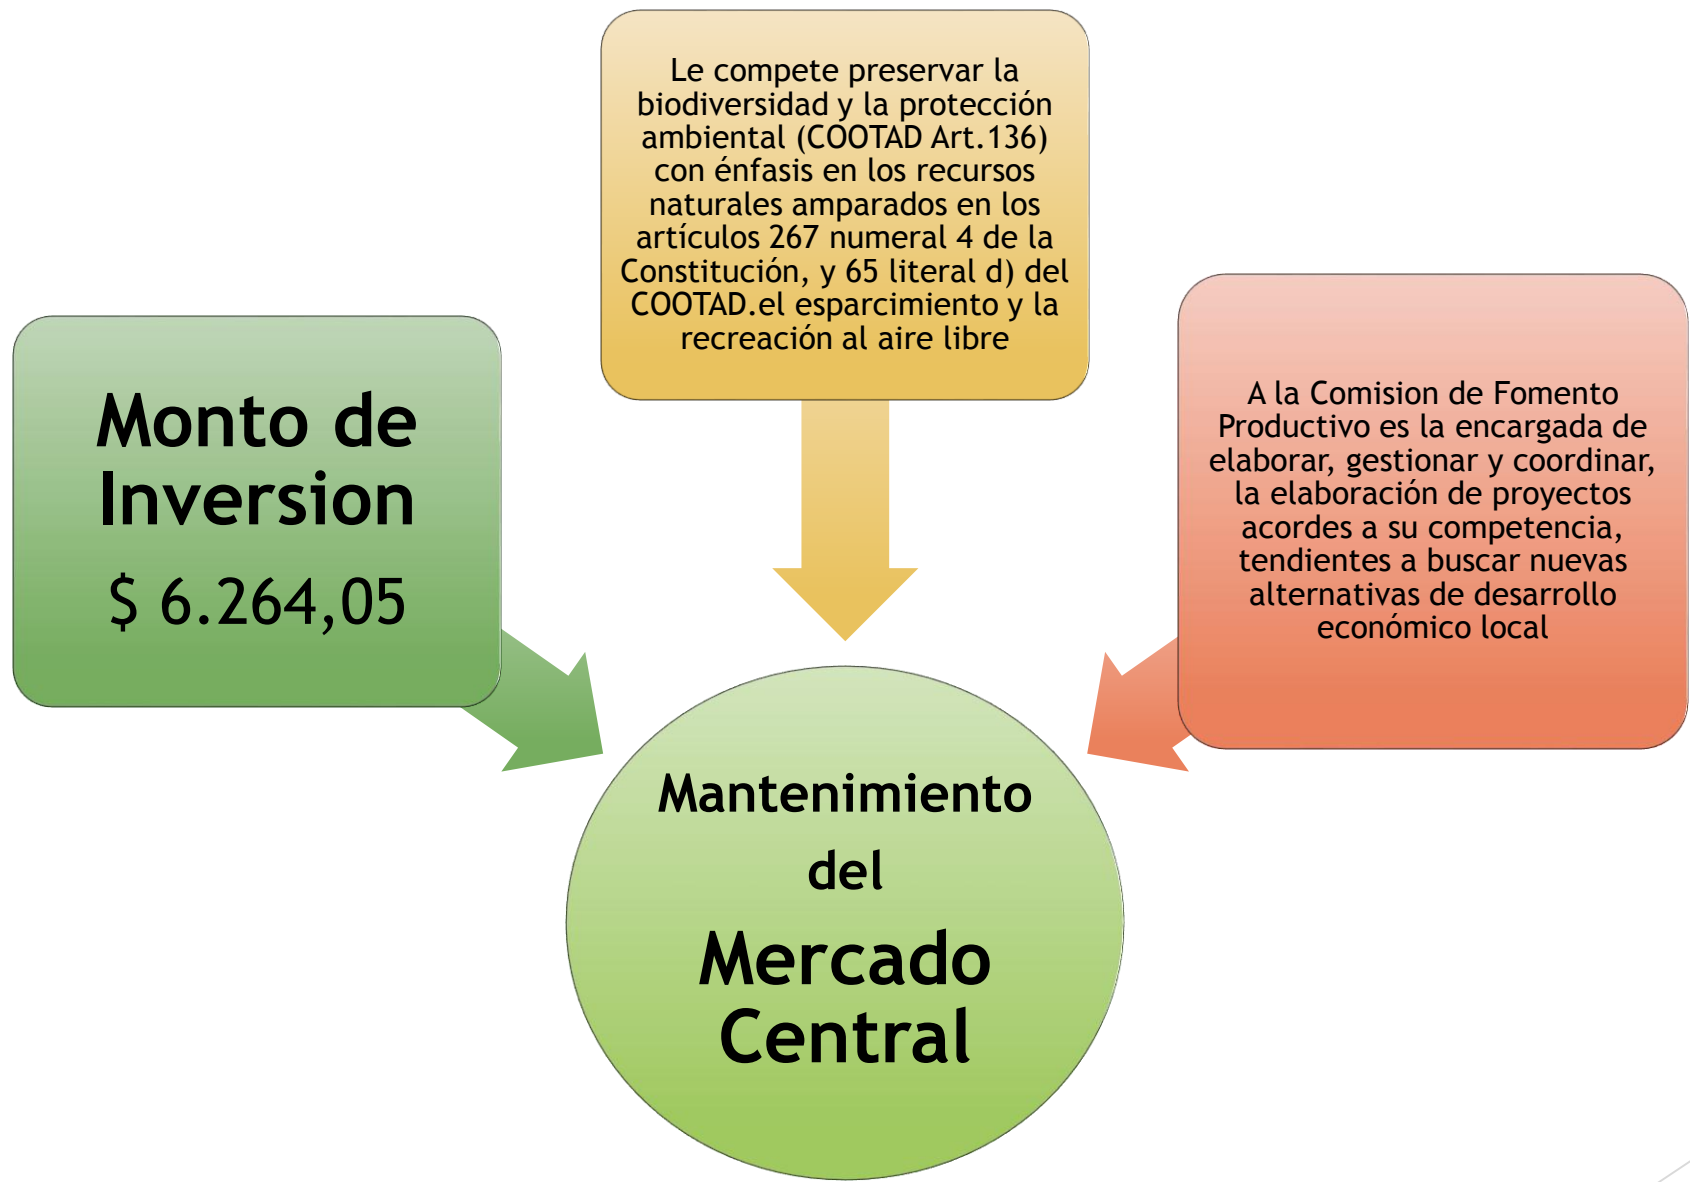 Monto de
Inversion
$ 6.264,05
Le compete preservar la
biodiversidad y la protección
ambiental (COOTAD Art.136)
con énfasis en los recursos
naturales amparados en los
artículos 267 numeral 4 de la
Constitución, y 65 literal d) del
COOTAD.el esparcimiento y la
recreación al aire libre
A la Comision de Fomento
Productivo es la encargada de
elaborar, gestionar y coordinar,
la elaboración de proyectos
acordes a su competencia,
tendientes a buscar nuevas
alternativas de desarrollo
económico local
Mantenimiento
del
Mercado
Central